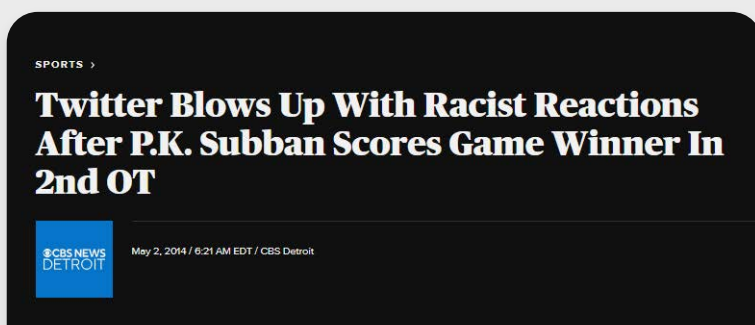 SPORTS >
Twitter Blows Up With Racist Reactions
After P.K. Subban Scores Game Winner In
2nd OT
CBS NEWS
DETROIT
May 2, 2014 / 6:21 AM EDT / CBS Detroit